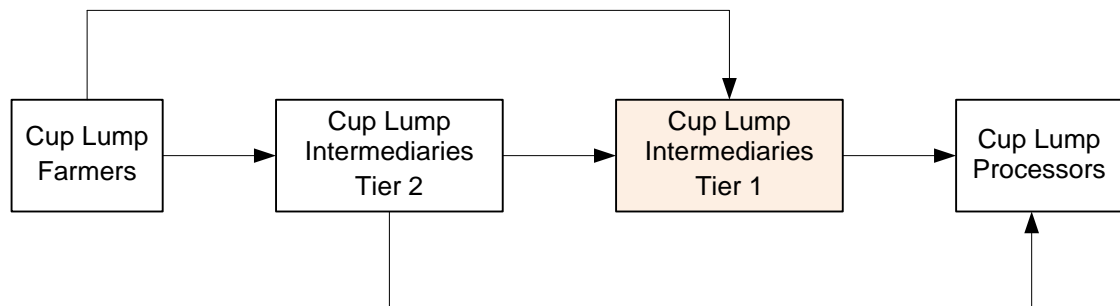 Cup Lump
Farmers
Cup Lump
Intermediaries
Tier 2
Cup Lump
Intermediaries
Tier 1
Cup Lump
Processors